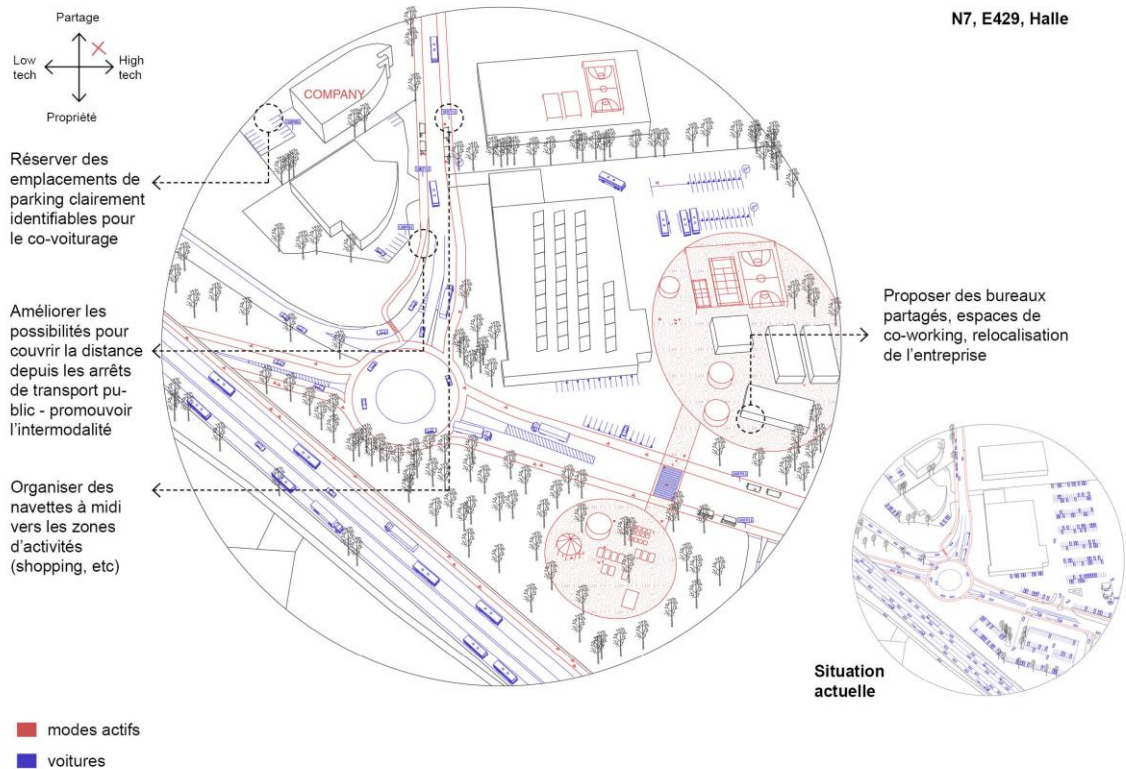 N7, E429, Halle
Partage
Low
tech
High
tech
Propriété
COMPANY
Réserver des
emplacements de
parking clairement
identifiables pour
le co-voiturage
Améliorer les
possibilités pour
couvrir la distance
depuis les arrêts
de transport pu-
blic - promouvoir
l'intermodalité
Organiser des
navettes à midi
vers les zones
d'activités
(shopping, etc)
Proposer des bureaux
partagés, espaces de
co-working, relocalisation
de l'entreprise
Situation
actuelle
modes actifs
voitures